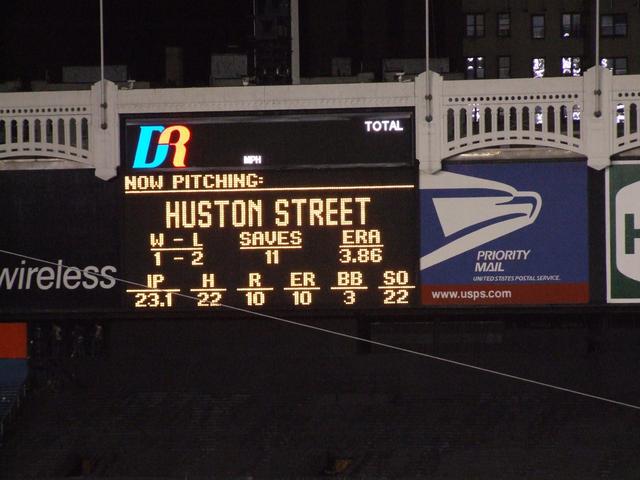 DR
TOTAL
MPH
NOW PITCHING:
HUSTON STREET
W - L SAVES ERA
1 - 2 11 3.86
IP H R ER BB SO
23.1 22 10 10 3 22
wireless
PRIORITY
MAIL
UNITED STATES POSTAL SERVICE.
www.usps.com
H